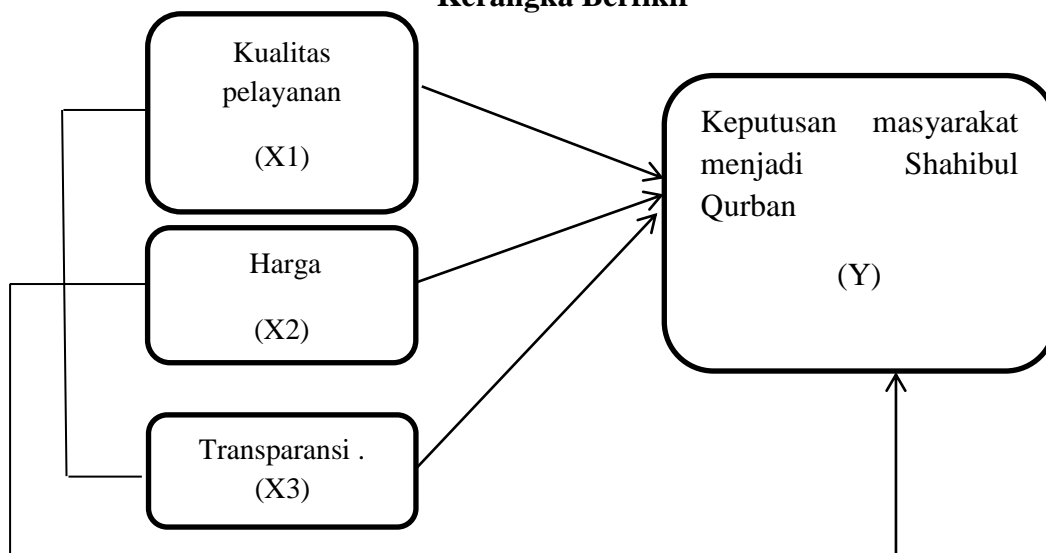 Kerangka Berfikir
Kualitas
pelayanan
(X1)
Harga
(X2)
Transparansi .
(X3)
Keputusan masyarakat
menjadi Shahibul
Qurban
(Y)